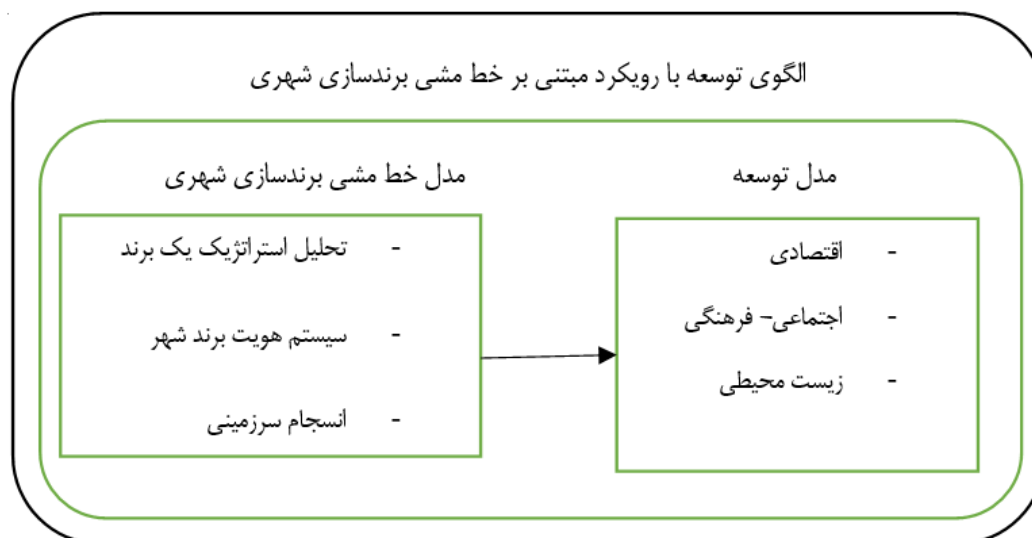 الگوی توسعه با رویکرد مبتنی بر خط مشی برندسازی شهری
مدل توسعه
- اقتصادی
- اجتماعی- فرهنگی
- زیست محیطی
مدل خط مشی برندسازی شهری
- تحلیل استراتژیک یک برند
- سیستم هویت برند شهر
- انسجام سرزمینی